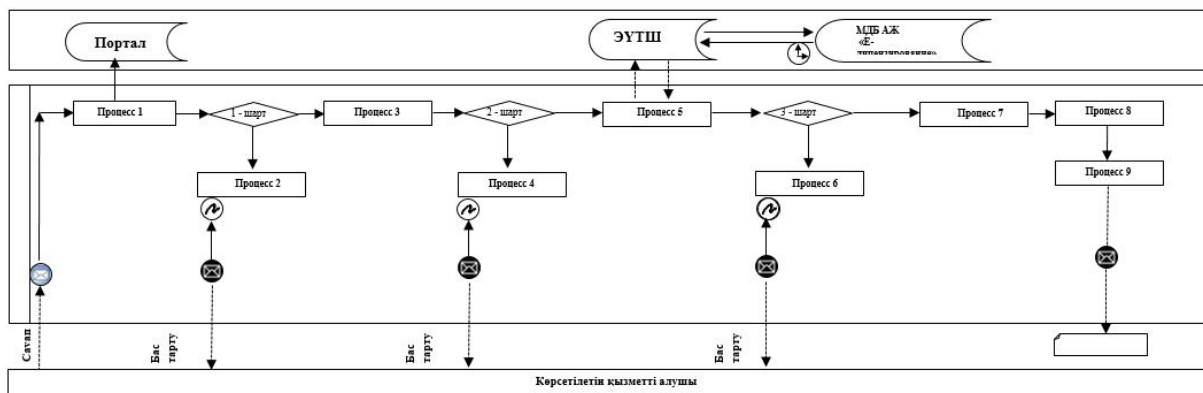 Портал
ЭҮТШ
МДБ АЖ
«Е-
лицензирование»
Процесс 1
1 - шарт
Процесс 3
2 - шарт
Процесс 5
3 - шарт
Процесс 7
Процесс 8
Процесс 2
Процесс 4
Процесс 6
Процесс 9
Бас
тарту
Бас
тарту
Бас
тарту
Көрсетілетін қызметті алушы